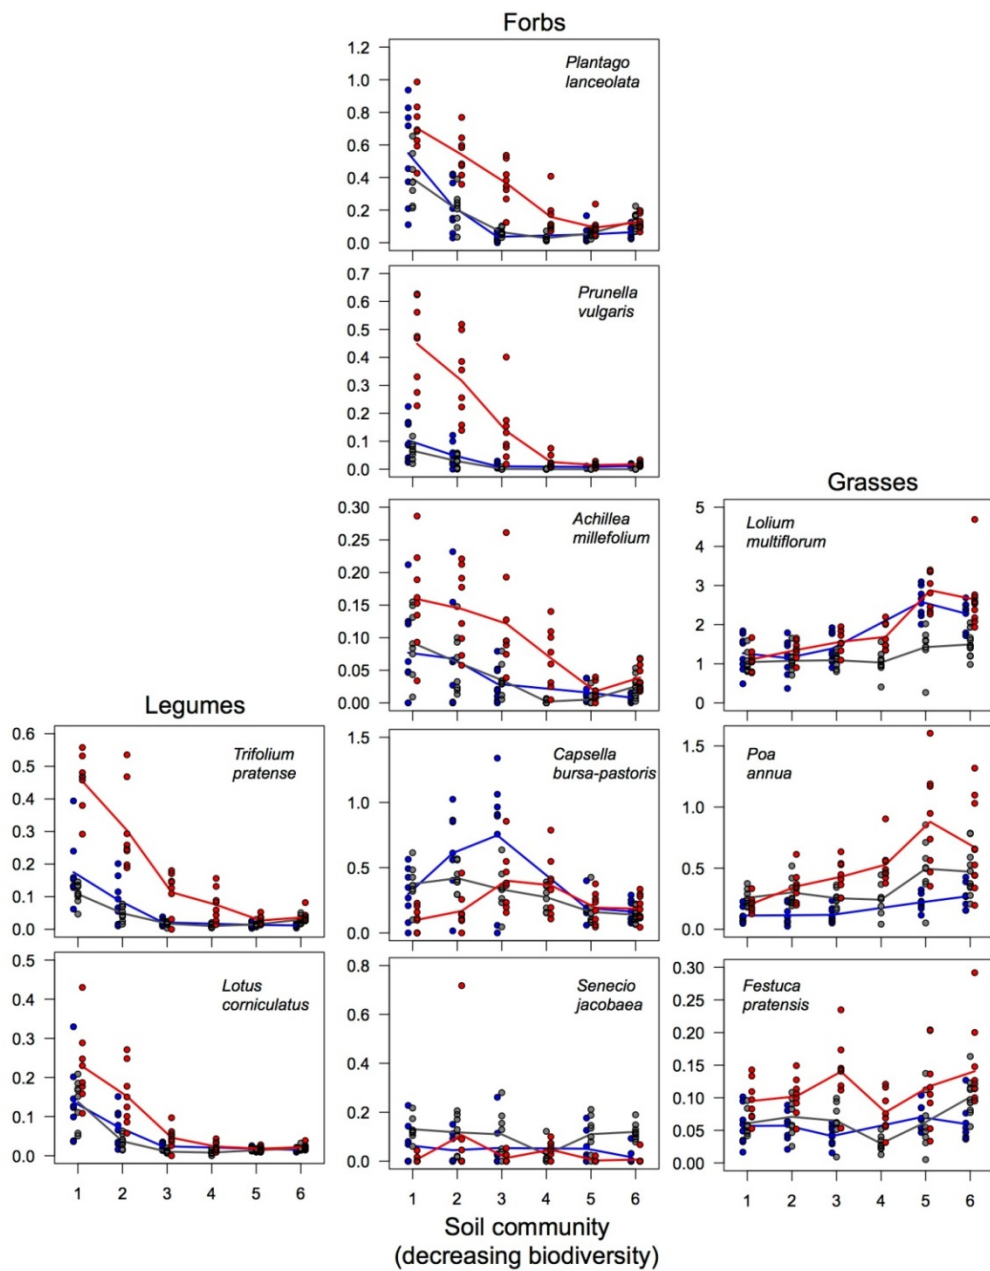 Forbs
Plantago
lanceolata
1.2
1.0
0.8
0.6
0.4
0.2
0.0
Prunella
vulgaris
0.7
0.6
0.5
0.4
0.3
0.2
0.1
0.0
Achillea
millefolium
0.30
0.25
0.20
0.15
0.10
0.05
0.00
Grasses
Lolium
multiflorum
5
4
3
2
1
0
Legumes
Trifolium
pratense
0.6
0.5
0.4
0.3
0.2
0.1
0.0
Capsella
bursa-pastoris
1.5
1.0
0.5
0.0
Poa
annua
1.5
1.0
0.5
0.0
Lotus
corniculatus
0.5
0.4
0.3
0.2
0.1
0.0
1 2 3 4 5 6
Senecio
jacobaea
0.8
0.6
0.4
0.2
0.0
1 2 3 4 5 6
Festuca
pratensis
0.30
0.25
0.20
0.15
0.10
0.05
0.00
1 2 3 4 5 6
Soil community
(decreasing biodiversity)